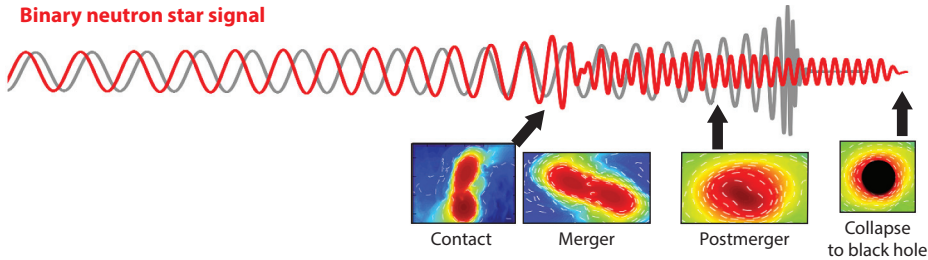 Binary neutron star signal
Contact
Merger
Postmerger
Collapse
to black hole